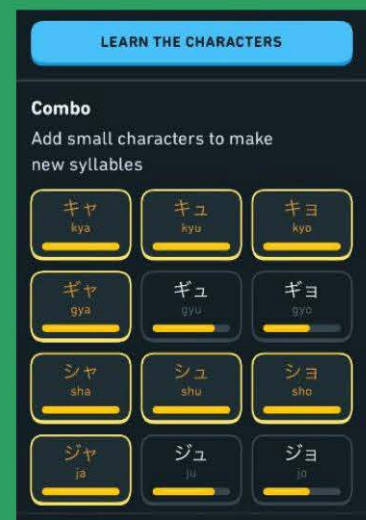 LEARN THE CHARACTERS
Combo
Add small characters to make
new syllables
キャ キュ キョ
kya kyu kyo
ギャ ギュ ギョ
gya gyu gyo
シャ シュ ショ
sha shu sho
ジャ ジュ ジョ
ja ju jo